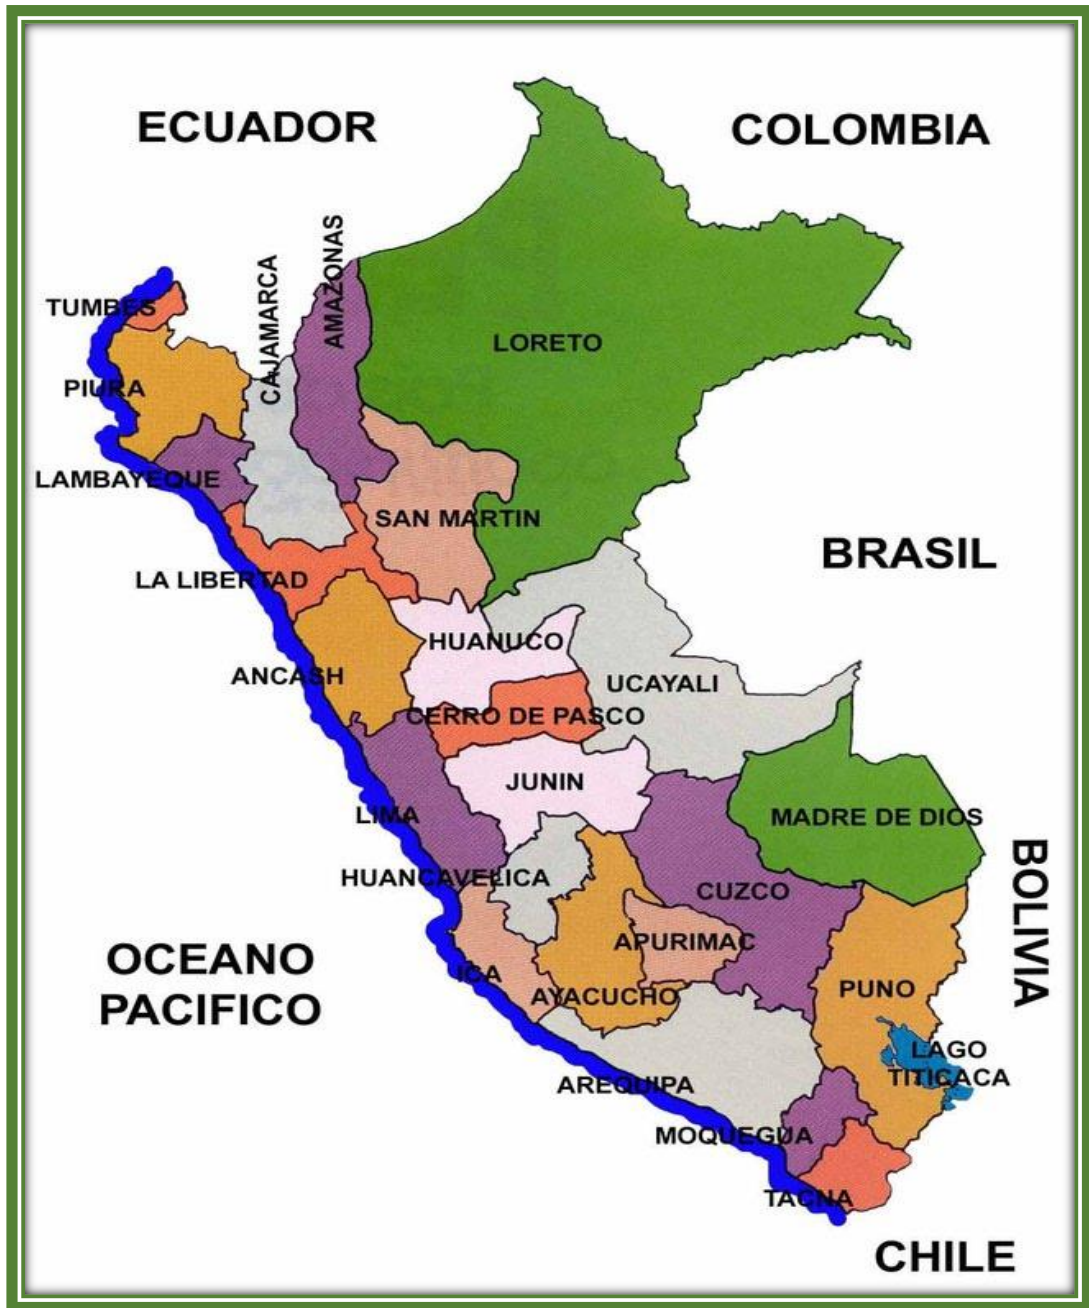 ECUADOR
COLOMBIA
AMAZONAS
CAJAMARCA
TUMBES
LORETO
PIURA
LAMBAYEQUE
SAN MARTIN
BRASIL
LA LIBERTAD
HUANUCO
ANCASH
UCAYALI
CERRO DE PASCO
JUNIN
LIMA
MADRE DE DIOS
HUANCAVELICA
CUZCO
BOLIVIA
APURIMAC
OCEANO
PACIFICO
ICA
AYACUCHO
PUNO
LAGO
TITICACA
AREQUIPA
MOQUEGUA
TACNA
CHILE